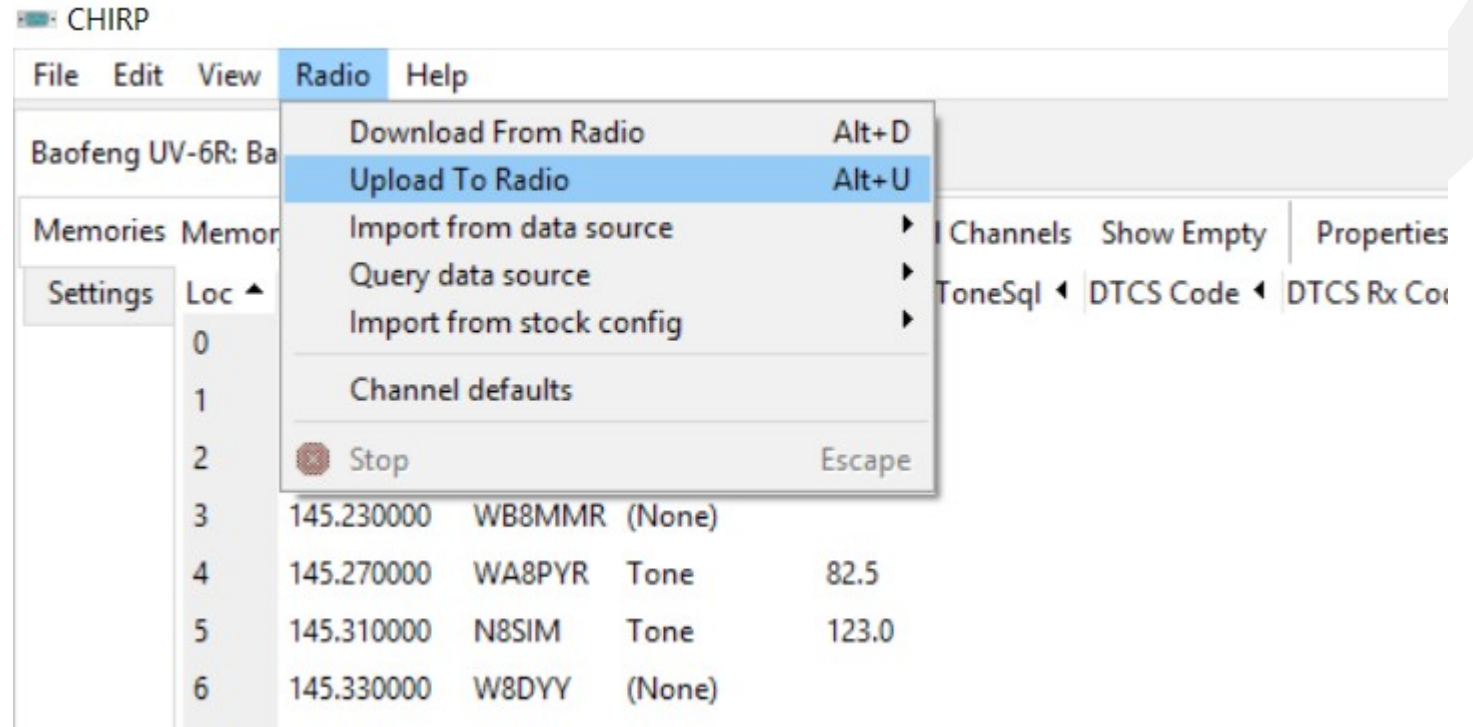 CHIRP
File Edit View Radio Help
Download From Radio Alt+D
Baofeng UV-6R:
Upload To Radio Alt+U
Memories Import from data source Channels Show Empty Properties
Query data source
Settings Loc ToneSql DTCS Code DTCS Rx
Import from stock config
0
Channel defaults
1
2 Stop Escape
3 145.230000 WB8MMR (None)
4 145.270000 WA8PYR Tone 82.5
5 145.310000 N8SIM Tone 123.0
6 145.330000 W8DYY (None)